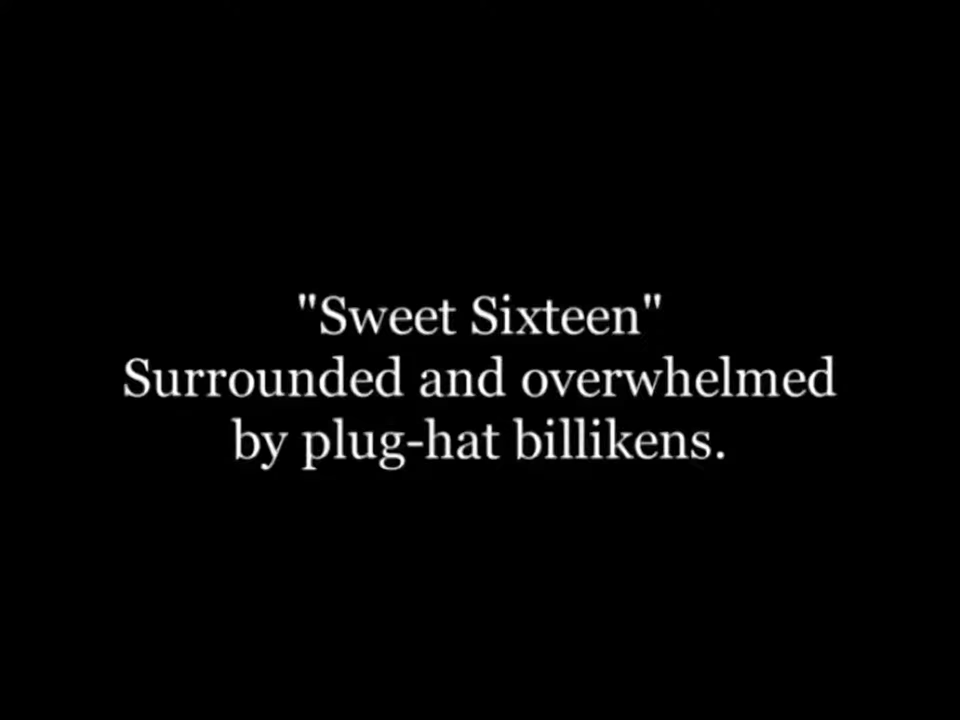 "Sweet Sixteen"
Surrounded and overwhelmed
by plug-hat billikens.